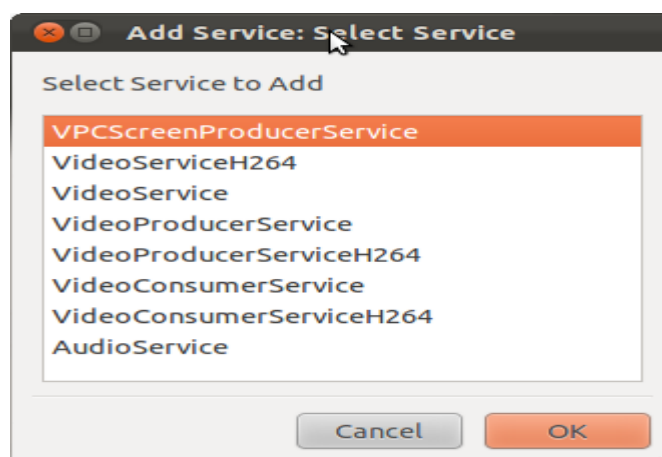 Add Service: Select Service
Select Service to Add
VPCScreenProducerService
VideoServiceH264
VideoService
VideoProducerService
VideoProducerServiceH264
VideoConsumerService
VideoConsumerServiceH264
AudioService
Cancel OK